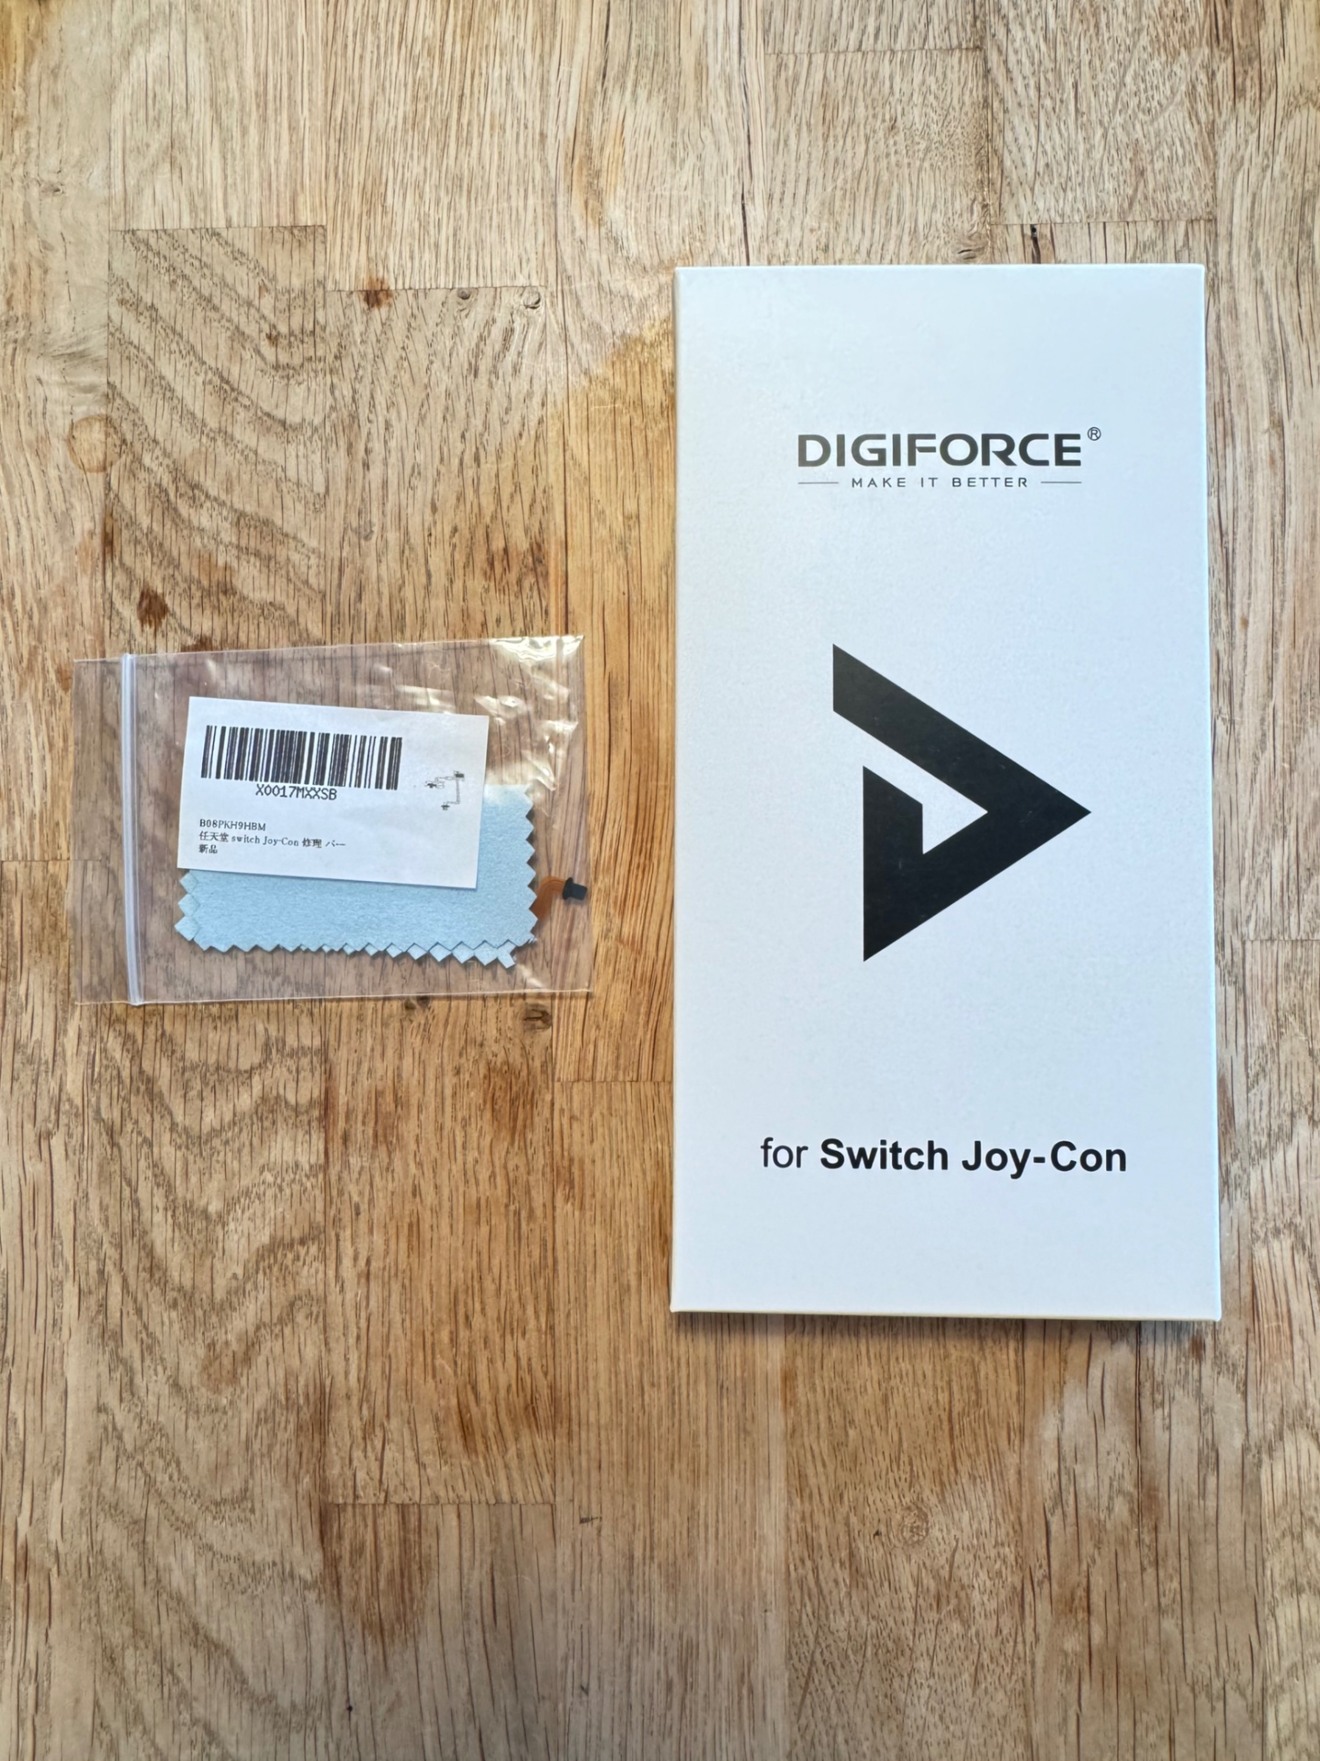 DIGIFORCE®
MAKE IT BETTER
for Switch Joy-Con
X0017MXXSB
B08PKH9HBM
任天堂 switch Joy-Con 修理 パー
新品